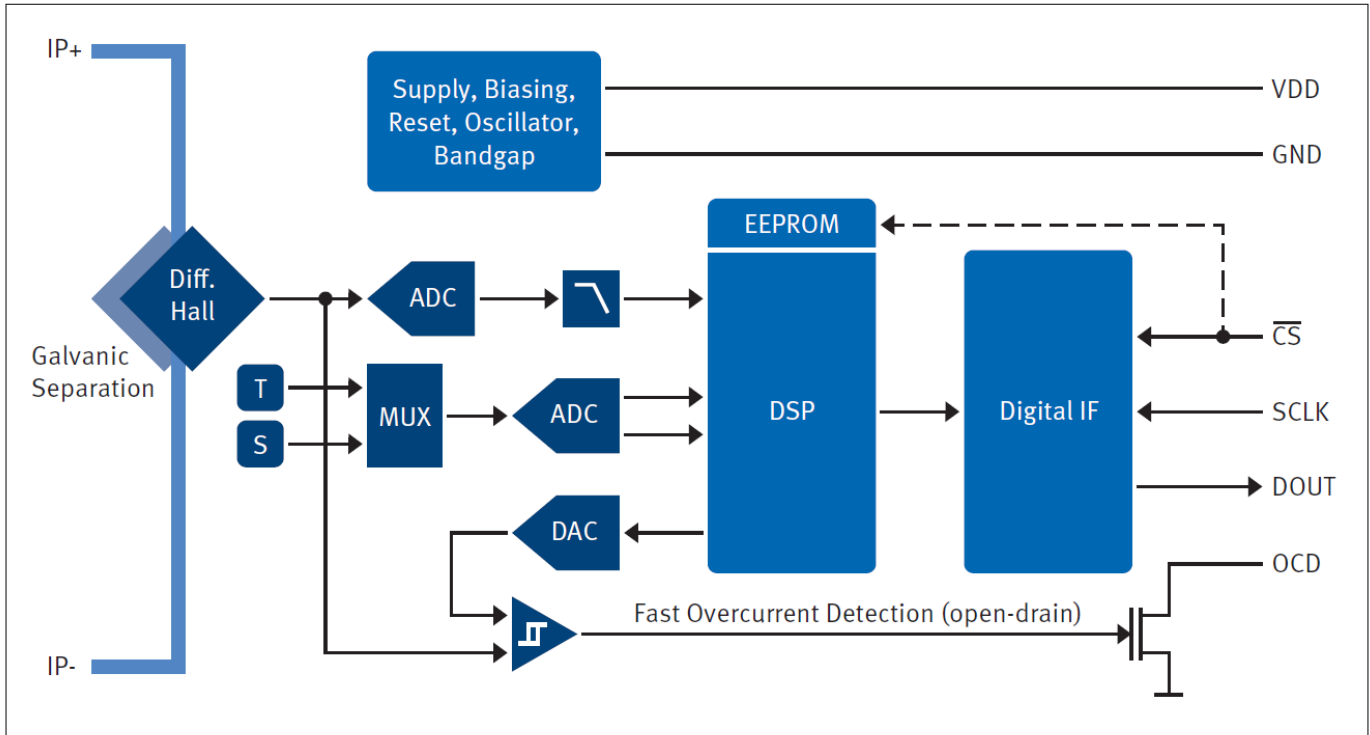 IP+
Supply, Biasing,
Reset, Oscillator,
Bandgap
VDD
GND
EEPROM
Diff.
Hall
ADC
CS
Galvanic
Separation
T
S
MUX
ADC
DSP
Digital IF
SCLK
DOUT
DAC
OCD
Fast Overcurrent Detection (open-drain)
IP-